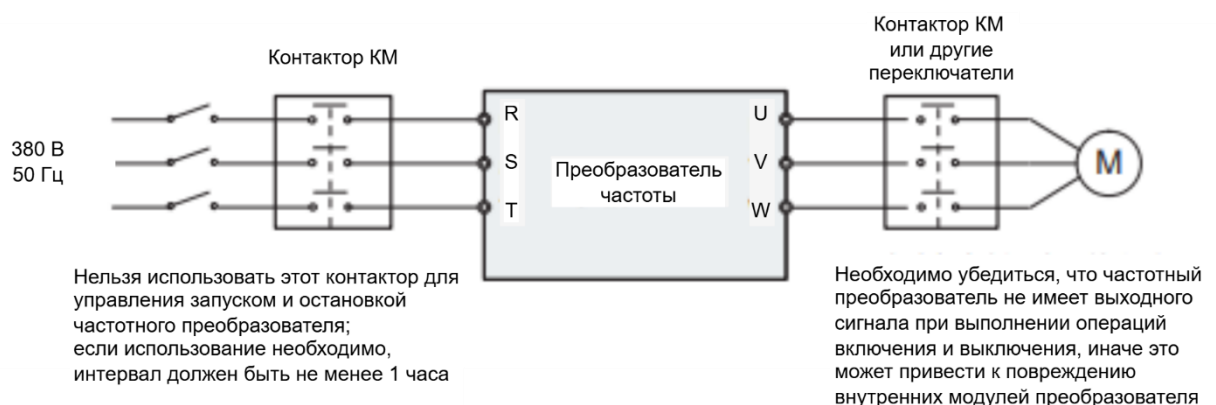 Контактор КМ
Контактор КМ
или другие
переключатели
380 В
50 Гц
R
S
T
Преобразователь
частоты
U
V
W
M
Нельзя использовать этот контактор для
управления запуском и остановкой
частотного преобразователя;
если использование необходимо,
интервал должен быть не менее 1 часа
Необходимо убедиться, что частотный
преобразователь не имеет выходного
сигнала при выполнении операций
включения и выключения, иначе это
может привести к повреждению
внутренних модулей преобразователя